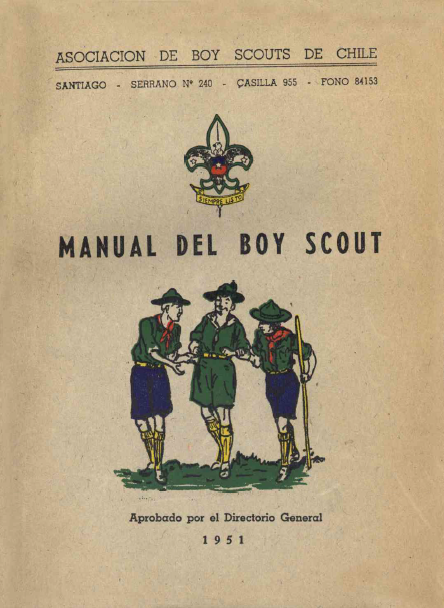 ASOCIACION DE BOY SCOUTS DE CHILE
SANTIAGO - SERRANO Nº 240 - CASILLA 955 - FONO 84153
SIEMPRE LISTO
MANUAL DEL BOY SCOUT
Aprobado por el Directorio General
1951